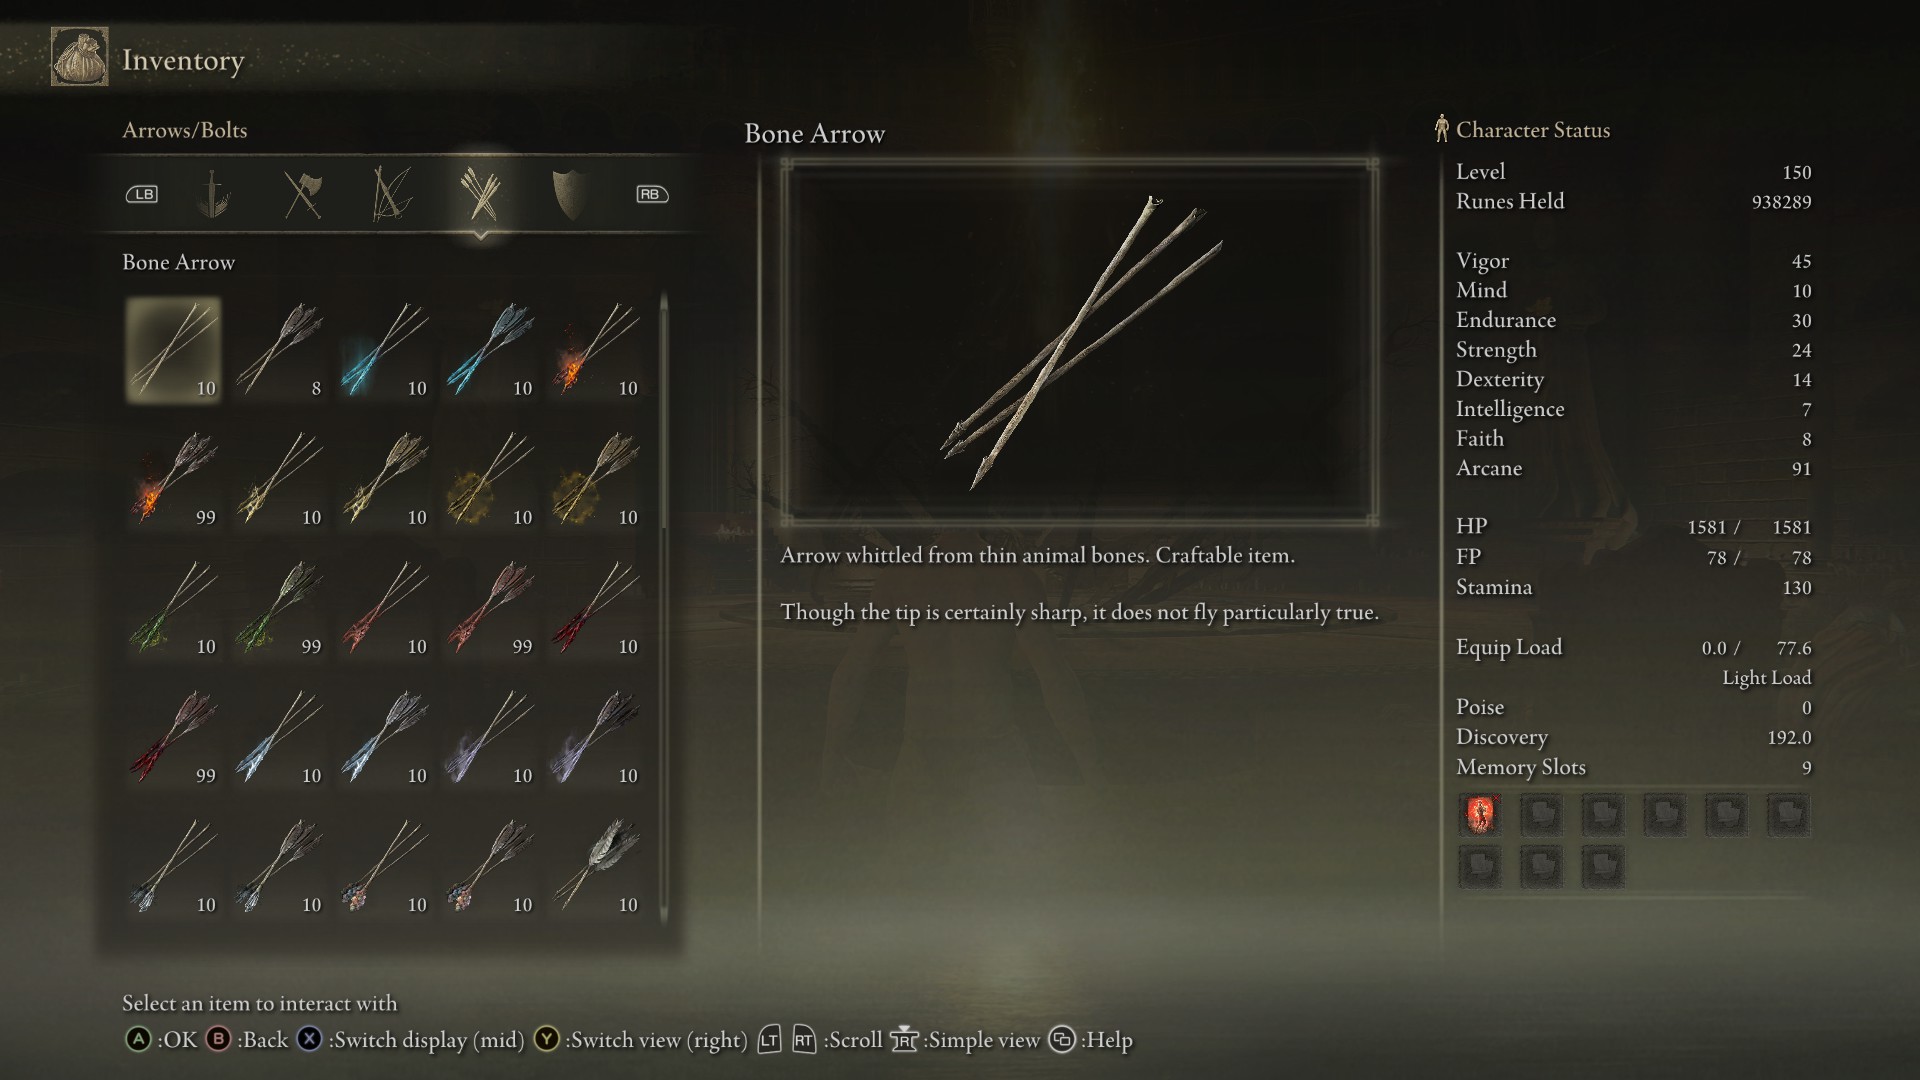 Inventory
Arrows/Bolts
LB
RB
Bone Arrow
10 8 10 10 10
99 10 10 10 10
10 99 10 99 10
99 10 10 10 10
10 10 10 10 10
Bone Arrow
Arrow whittled from thin animal bones. Craftable item.
Though the tip is certainly sharp, it does not fly particularly true.
Character Status
Level 150
Runes Held 938289
Vigor 45
Mind 10
Endurance 30
Strength 24
Dexterity 14
Intelligence 7
Faith 8
Arcane 91
HP 1581 / 1581
FP 78 / 78
Stamina 130
Equip Load 0.0 / 77.6
Light Load
Poise 0
Discovery 192.0
Memory Slots 9
Select an item to interact with
A :OK B :Back X :Switch display (mid) Y :Switch view (right) LT RT :Scroll R :Simple view :Help